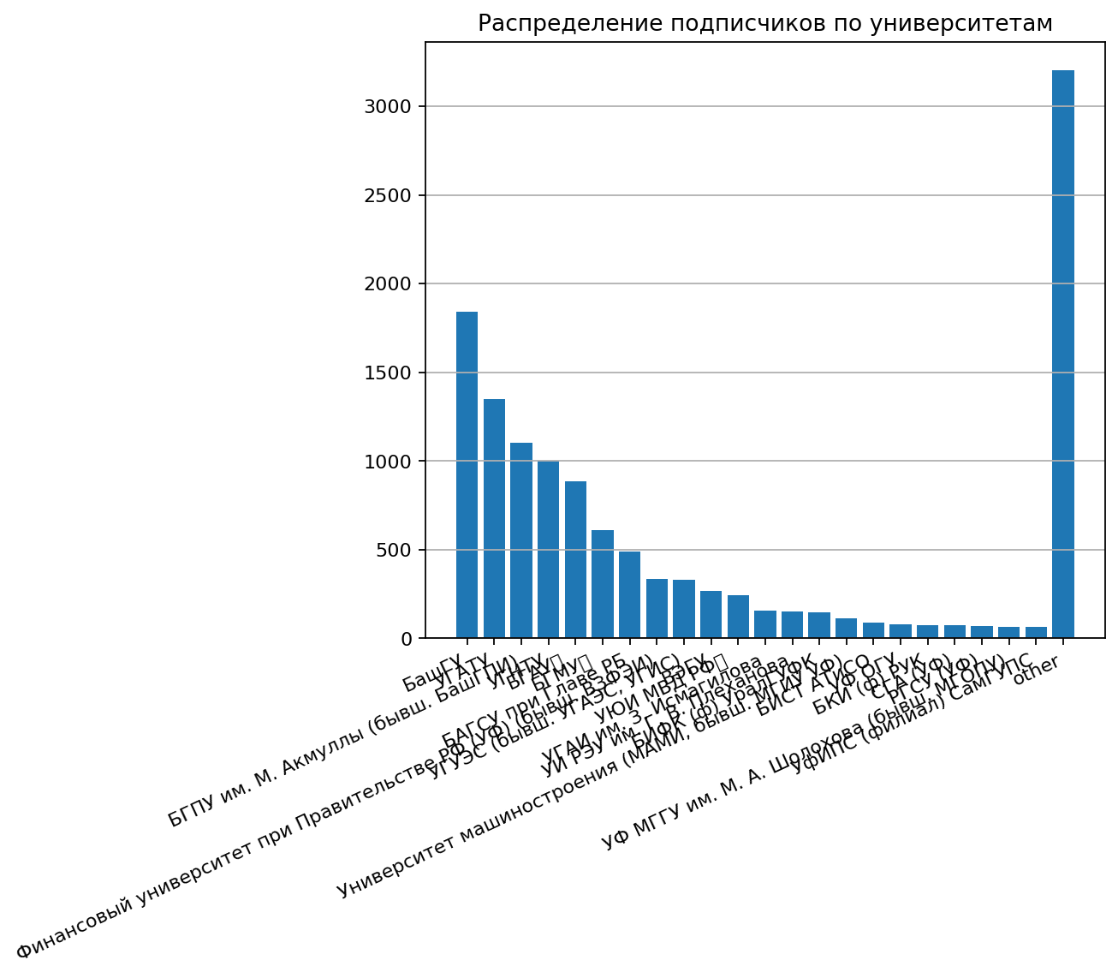 Распределение подписчиков по университетам
3000
2500
2000
1500
1000
500
0
БашГУ
УГАТУ
БГПУ им. М. Акмуллы (бывш. БашГПИ)
УГНТУ
БГАУ
БГМУ
БАГСУ при Главе РБ
Финансовый университет при Правительстве РФ (УФ) (бывш. ВЗФЭИ)
УГУЭС (бывш. УГАЭС, УГИС)
ВЭГУ
УЮИ МВД РФ
УГАИ им. З. Исмагилова
УИ РЭУ им. Г. В. Плеханова
БИФК (ф) УралГУФК
Университет машиностроения (МАМИ, бывш. МГИУ УФ)
БИСТ АТиСО
УФ ОГУ
БКИ (ф) РУК
СГА (УФ)
РГСУ (УФ)
УФ МГГУ им. М. А. Шолохова (бывш. МГОПУ)
УфИПС (филиал) СамГУПС
other